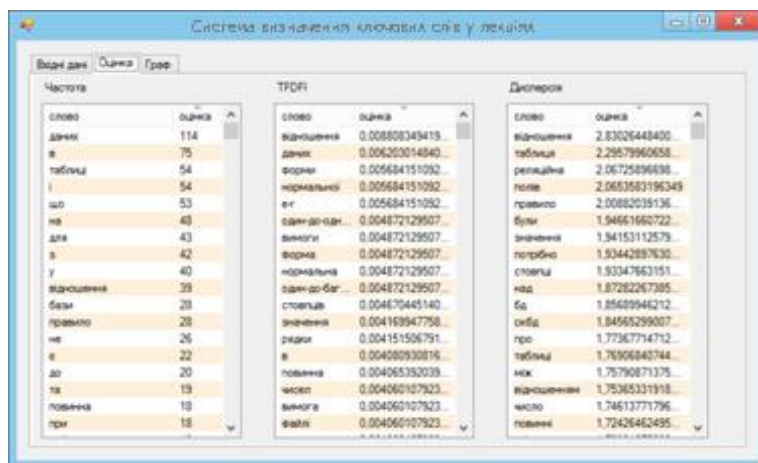 Система визначення ключових слів у лекціях
Вхідні дані Оцінка Граф
Частота TFDFI Дисперсія
слово оцінка слово оцінка слово оцінка
даних 114 відношення 0.008808349419... відношення 2.83026448400...
в 75 даних 0.006203014840... таблиця 2.29579960658...
таблиці 54 форми 0.005684151092... реляційна 2.06725896698...
і 54 нормальної 0.005684151092... полів 2.0653583196349
що 53 e-r 0.005684151092... правило 2.00882039136...
на 48 один-до-одн... 0.004872129507... були 1.94661660722...
для 43 вимоги 0.004872129507... значення 1.94153112579...
з 42 форма 0.004872129507... потрібно 1.93442897630...
у 40 нормальна 0.004872129507... стовпці 1.93347663151...
відношення 39 один-до-баг... 0.004872129507... над 1.87282267385...
бази 28 стовпців 0.004670445140... бд 1.85689946212...
правило 28 значення 0.004169947758... скбд 1.84565299007...
не 26 рядки 0.004151506791... про 1.77367714712...
є 22 в 0.004080930816... таблиці 1.76906840744...
до 20 повинна 0.004065392039... між 1.75790871375...
та 19 чисел 0.004060107923... відношенням 1.75365331918...
повинна 18 вимога 0.004060107923... число 1.74613771796...
при 18 файлі 0.004060107923... повинні 1.72426462495...